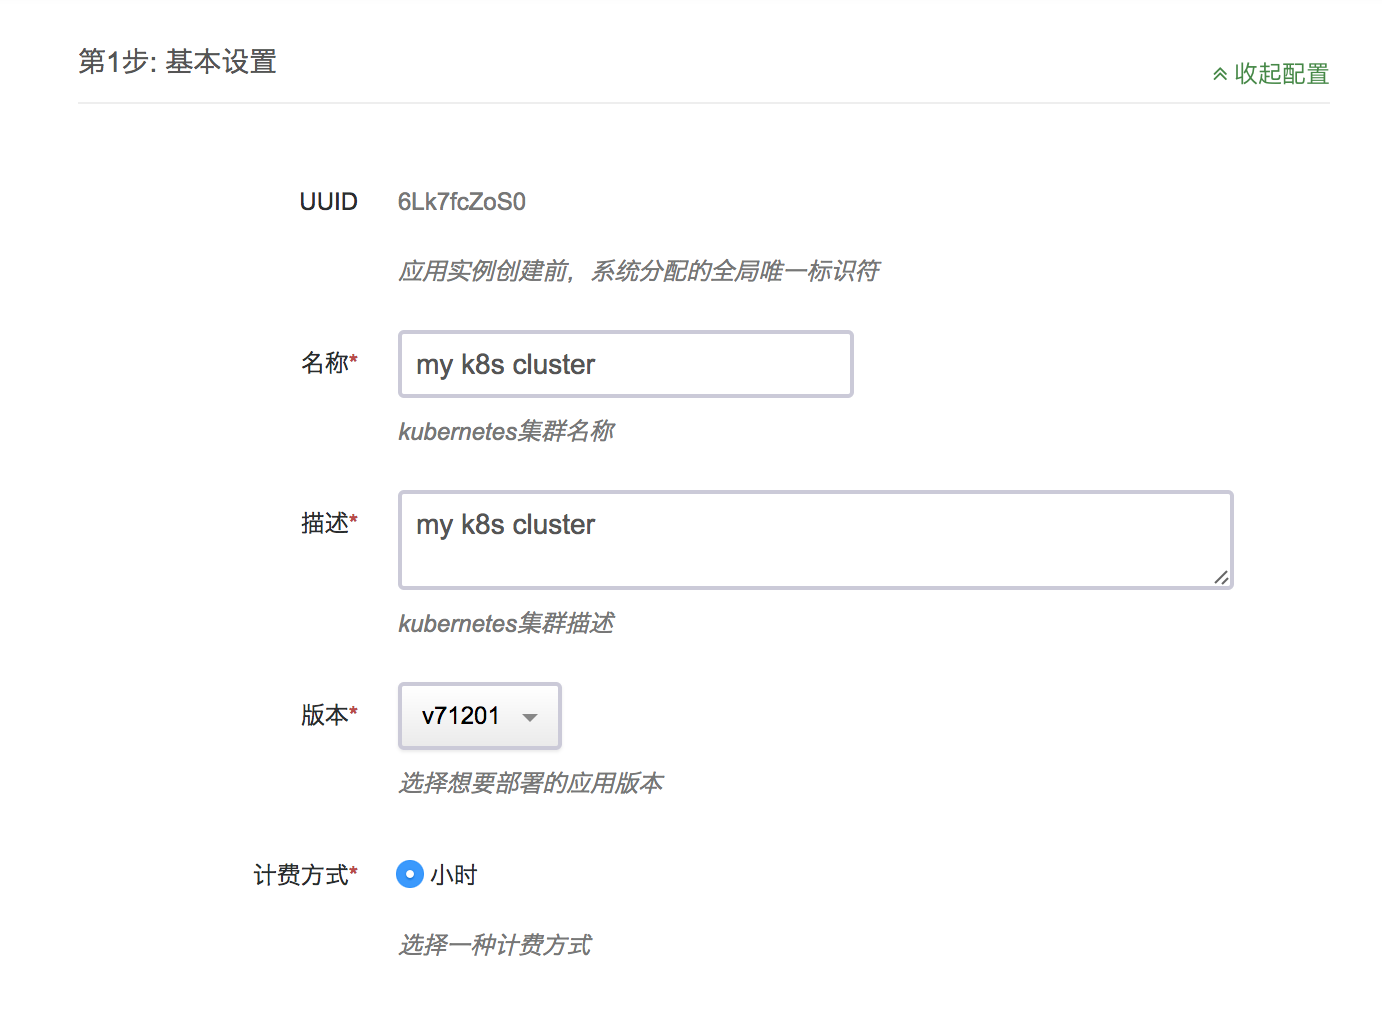 第1步: 基本设置
收起配置
UUID 6Lk7fcZoS0
应用实例创建前，系统分配的全局唯一标识符
名称* my k8s cluster
kubernetes集群名称
描述* my k8s cluster
kubernetes集群描述
版本* v71201
选择想要部署的应用版本
计费方式* 小时
选择一种计费方式